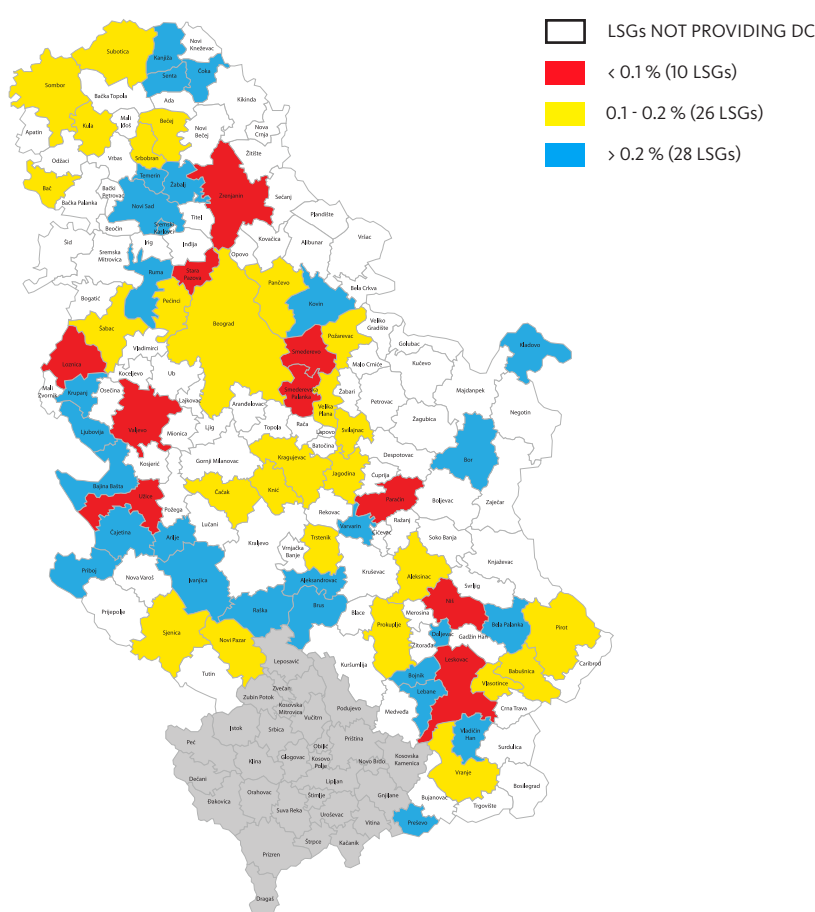 LSGs NOT PROVIDING DC
< 0.1 % (10 LSGs)
0.1 - 0.2 % (26 LSGs)
> 0.2 % (28 LSGs)
Subotica
Kanjiža
Novi
Kneževac
Senta
Čoka
Sombor
Bačka Topola
Ada
Kikinda
Apatin
Kula
Mali
Iđoš
Bečej
Novi
Bečej
Nova
Crnja
Odžaci
Vrbas
Srbobran
Žitište
Bač
Bačka Palanka
Bački
Petrovac
Temerin
Žabalj
Zrenjanin
Sečanj
Novi Sad
Titel
Plandište
Beočin
Sremski
Karlovci
Šid
Sremska
Mitrovica
Irig
Inđija
Opovo
Kovačica
Alibunar
Vršac
Ruma
Stara
Pazova
Pančevo
Bela Crkva
Bogatić
Pećinci
Beograd
Kovin
Šabac
Požarevac
Veliko
Gradište
Golubac
Kladovo
Loznica
Vladimirci
Smederevo
Malo Crniće
Kučevo
Mali
Zvornik
Krupanj
Osečina
Koceljevo
Ub
Smederevska
Palanka
Žabari
Majdanpek
Lajkovac
Aranđelovac
Velika
Plana
Petrovac
Negotin
Ljubovija
Valjevo
Mionica
Ljig
Topola
Rača
Lapovo
Svilajnac
Žagubica
Batočina
Kosjerić
Gornji Milanovac
Kragujevac
Despotovac
Bor
Bajina Bašta
Užice
Požega
Čačak
Knić
Jagodina
Ćuprija
Paraćin
Boljevac
Zaječar
Čajetina
Arilje
Lučani
Rekovac
Varvarin
Ćićevac
Ražanj
Kraljevo
Vrnjačka
Banje
Trstenik
Soko Banja
Knjaževac
Priboj
Nova Varoš
Ivanjica
Aleksandrovac
Kruševac
Aleksinac
Svrljig
Prijepolje
Raška
Brus
Blace
Merosina
Niš
Bela Palanka
Pirot
Sjenica
Novi Pazar
Prokuplje
Doljevac
Gadžin Han
Žitorađa
Tutin
Leposavić
Kuršumlija
Bojnik
Leskovac
Babušnica
Caribrod
Zvečan
Zubin Potok
Kosovska
Mitrovica
Podujevo
Lebane
Vlasotince
Medveđa
Crna Trava
Vučitrn
Istok
Srbica
Vladičin
Han
Peć
Obilić
Priština
Surdulica
Klina
Glogovac
Kosovo
Polje
Novo Brdo
Kosovska
Kamenica
Dečani
Lipljan
Vranje
Đakovica
Orahovac
Štimlje
Gnjilane
Bujanovac
Bosilegrad
Suva Reka
Uroševac
Vitina
Trgovište
Preševo
Prizren
Štrpce
Kačanik
Dragaš